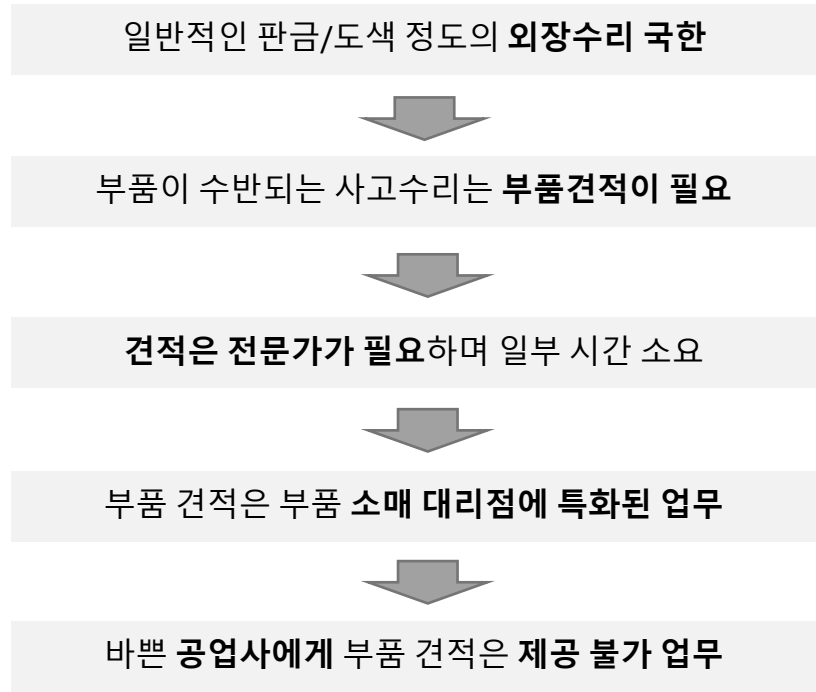 일반적인 판금/도색 정도의 외장수리 국한
부품이 수반되는 사고수리는 부품견적이 필요
견적은 전문가가 필요하며 일부 시간 소요
부품 견적은 부품 소매 대리점에 특화된 업무
바쁜 공업사에게 부품 견적은 제공 불가 업무